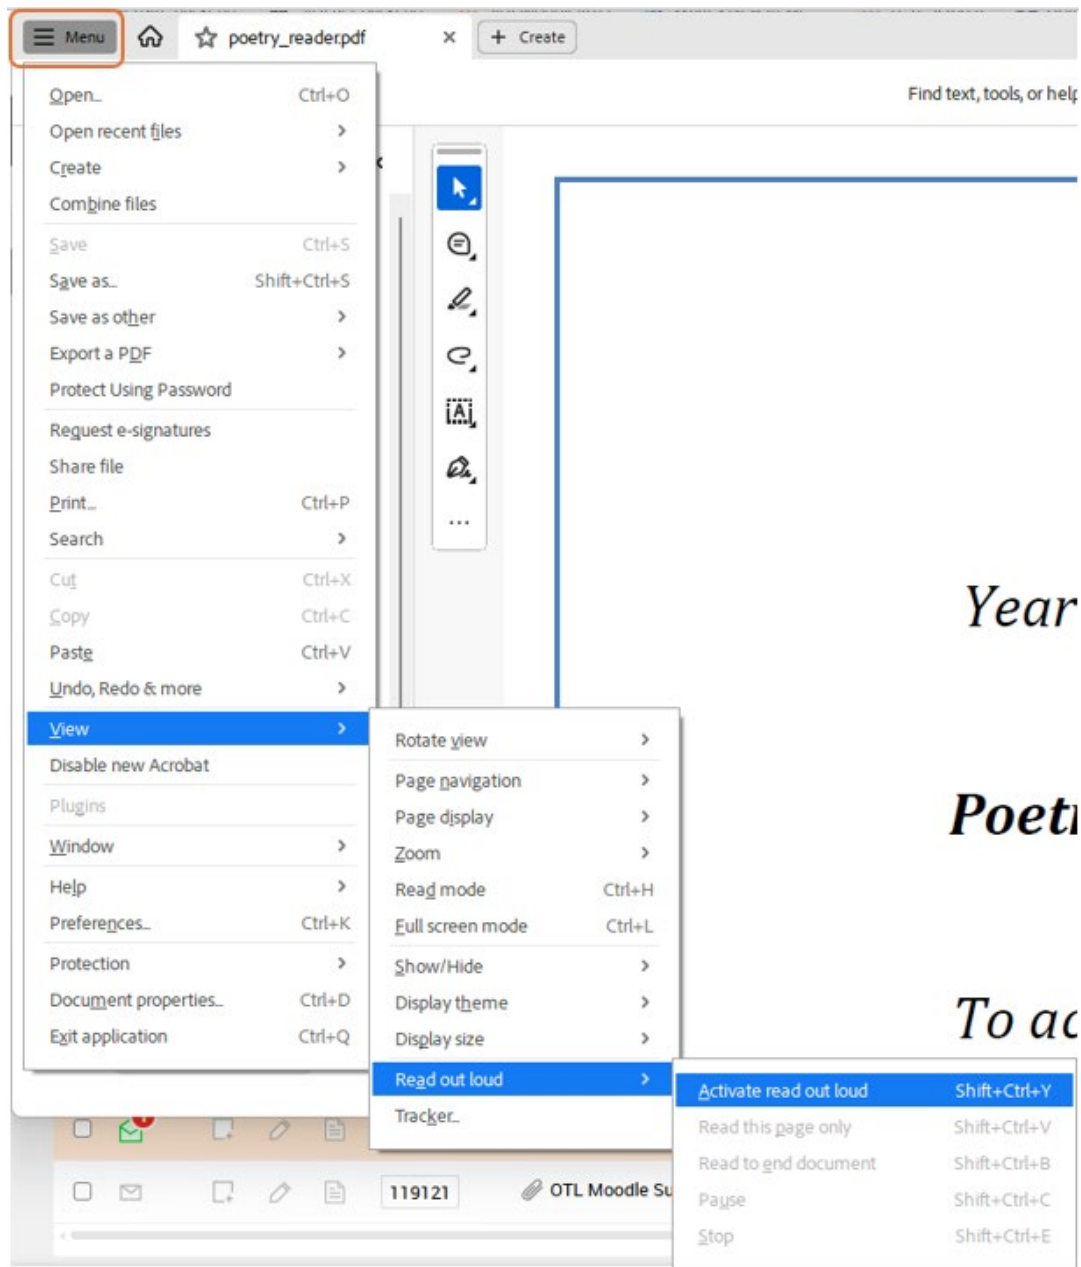 Menu
poetry_reader.pdf
Create
Find text, tools, or help
Open... Ctrl+O
Open recent files
Create
Combine files
Save Ctrl+S
Save as... Shift+Ctrl+S
Save as other
Export a PDF
Protect Using Password
Request e-signatures
Share file
Print... Ctrl+P
Search
Cut Ctrl+X
Copy Ctrl+C
Paste Ctrl+V
Undo, Redo & more
View
Disable new Acrobat
Plugins
Window
Help
Preferences... Ctrl+K
Protection
Document properties... Ctrl+D
Exit application Ctrl+Q
Rotate view
Page navigation
Page display
Zoom
Read mode Ctrl+H
Full screen mode Ctrl+L
Show/Hide
Display theme
Display size
Read out loud
Tracker...
Activate read out loud Shift+Ctrl+Y
Read this page only Shift+Ctrl+V
Read to end document Shift+Ctrl+B
Pause Shift+Ctrl+C
Stop Shift+Ctrl+E
Year
Poetr
To ac
119121 OTL Moodle Su